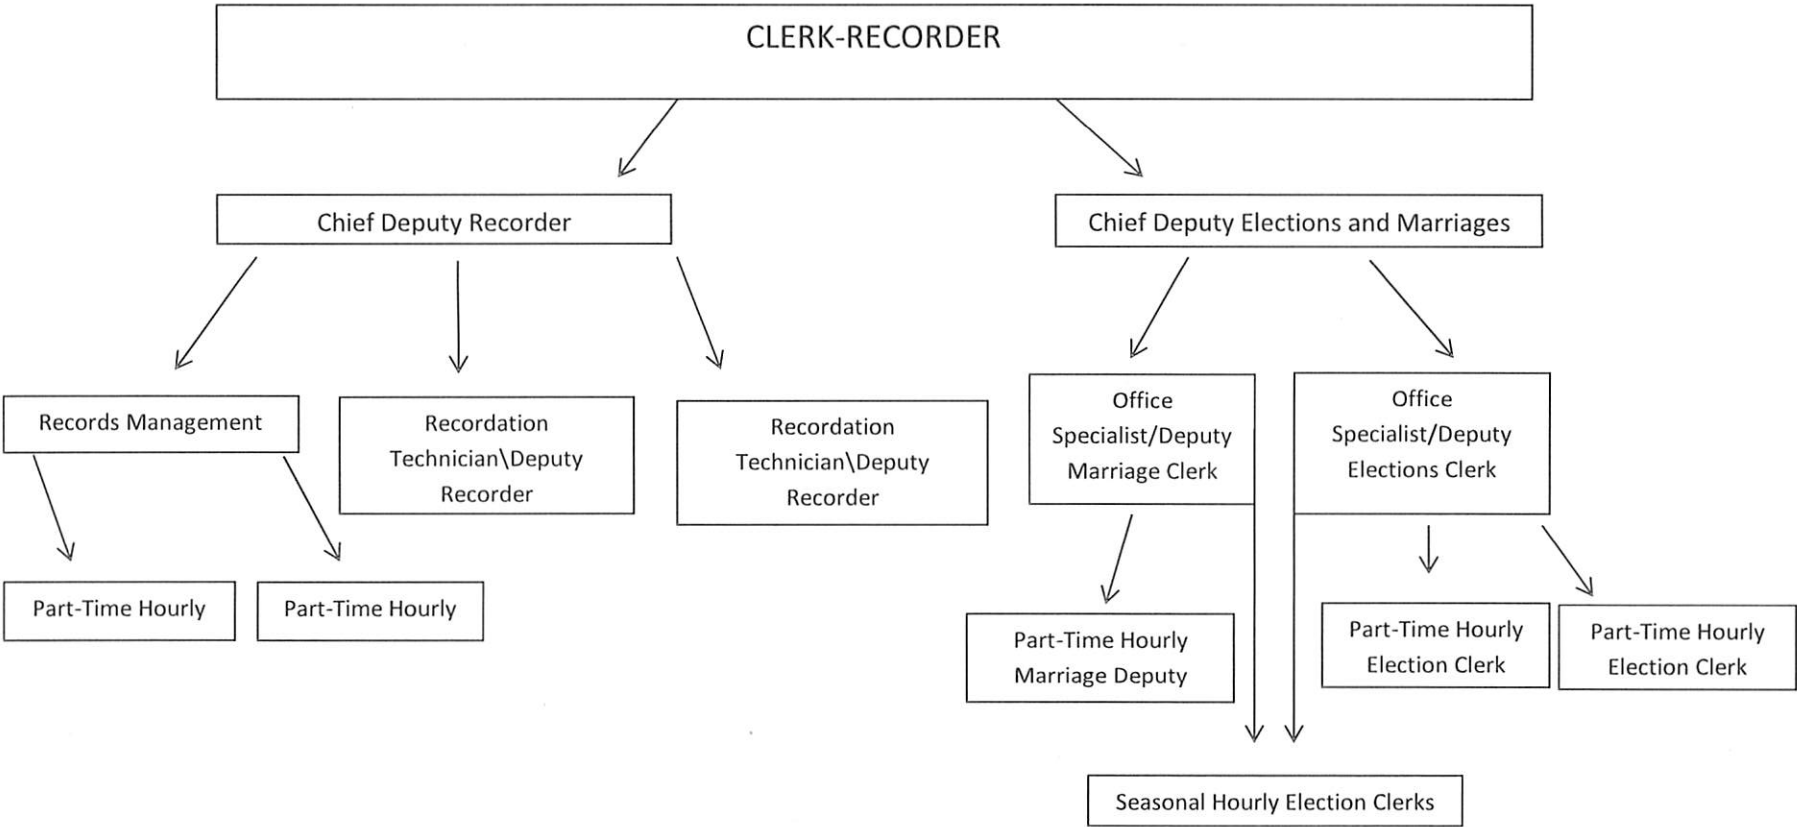 CLERK-RECORDER
Chief Deputy Recorder
Chief Deputy Elections and Marriages
Records Management
Recordation
Technician\Deputy
Recorder
Recordation
Technician\Deputy
Recorder
Office
Specialist/Deputy
Marriage Clerk
Office
Specialist/Deputy
Elections Clerk
Part-Time Hourly
Part-Time Hourly
Part-Time Hourly
Marriage Deputy
Part-Time Hourly
Election Clerk
Part-Time Hourly
Election Clerk
Seasonal Hourly Election Clerks